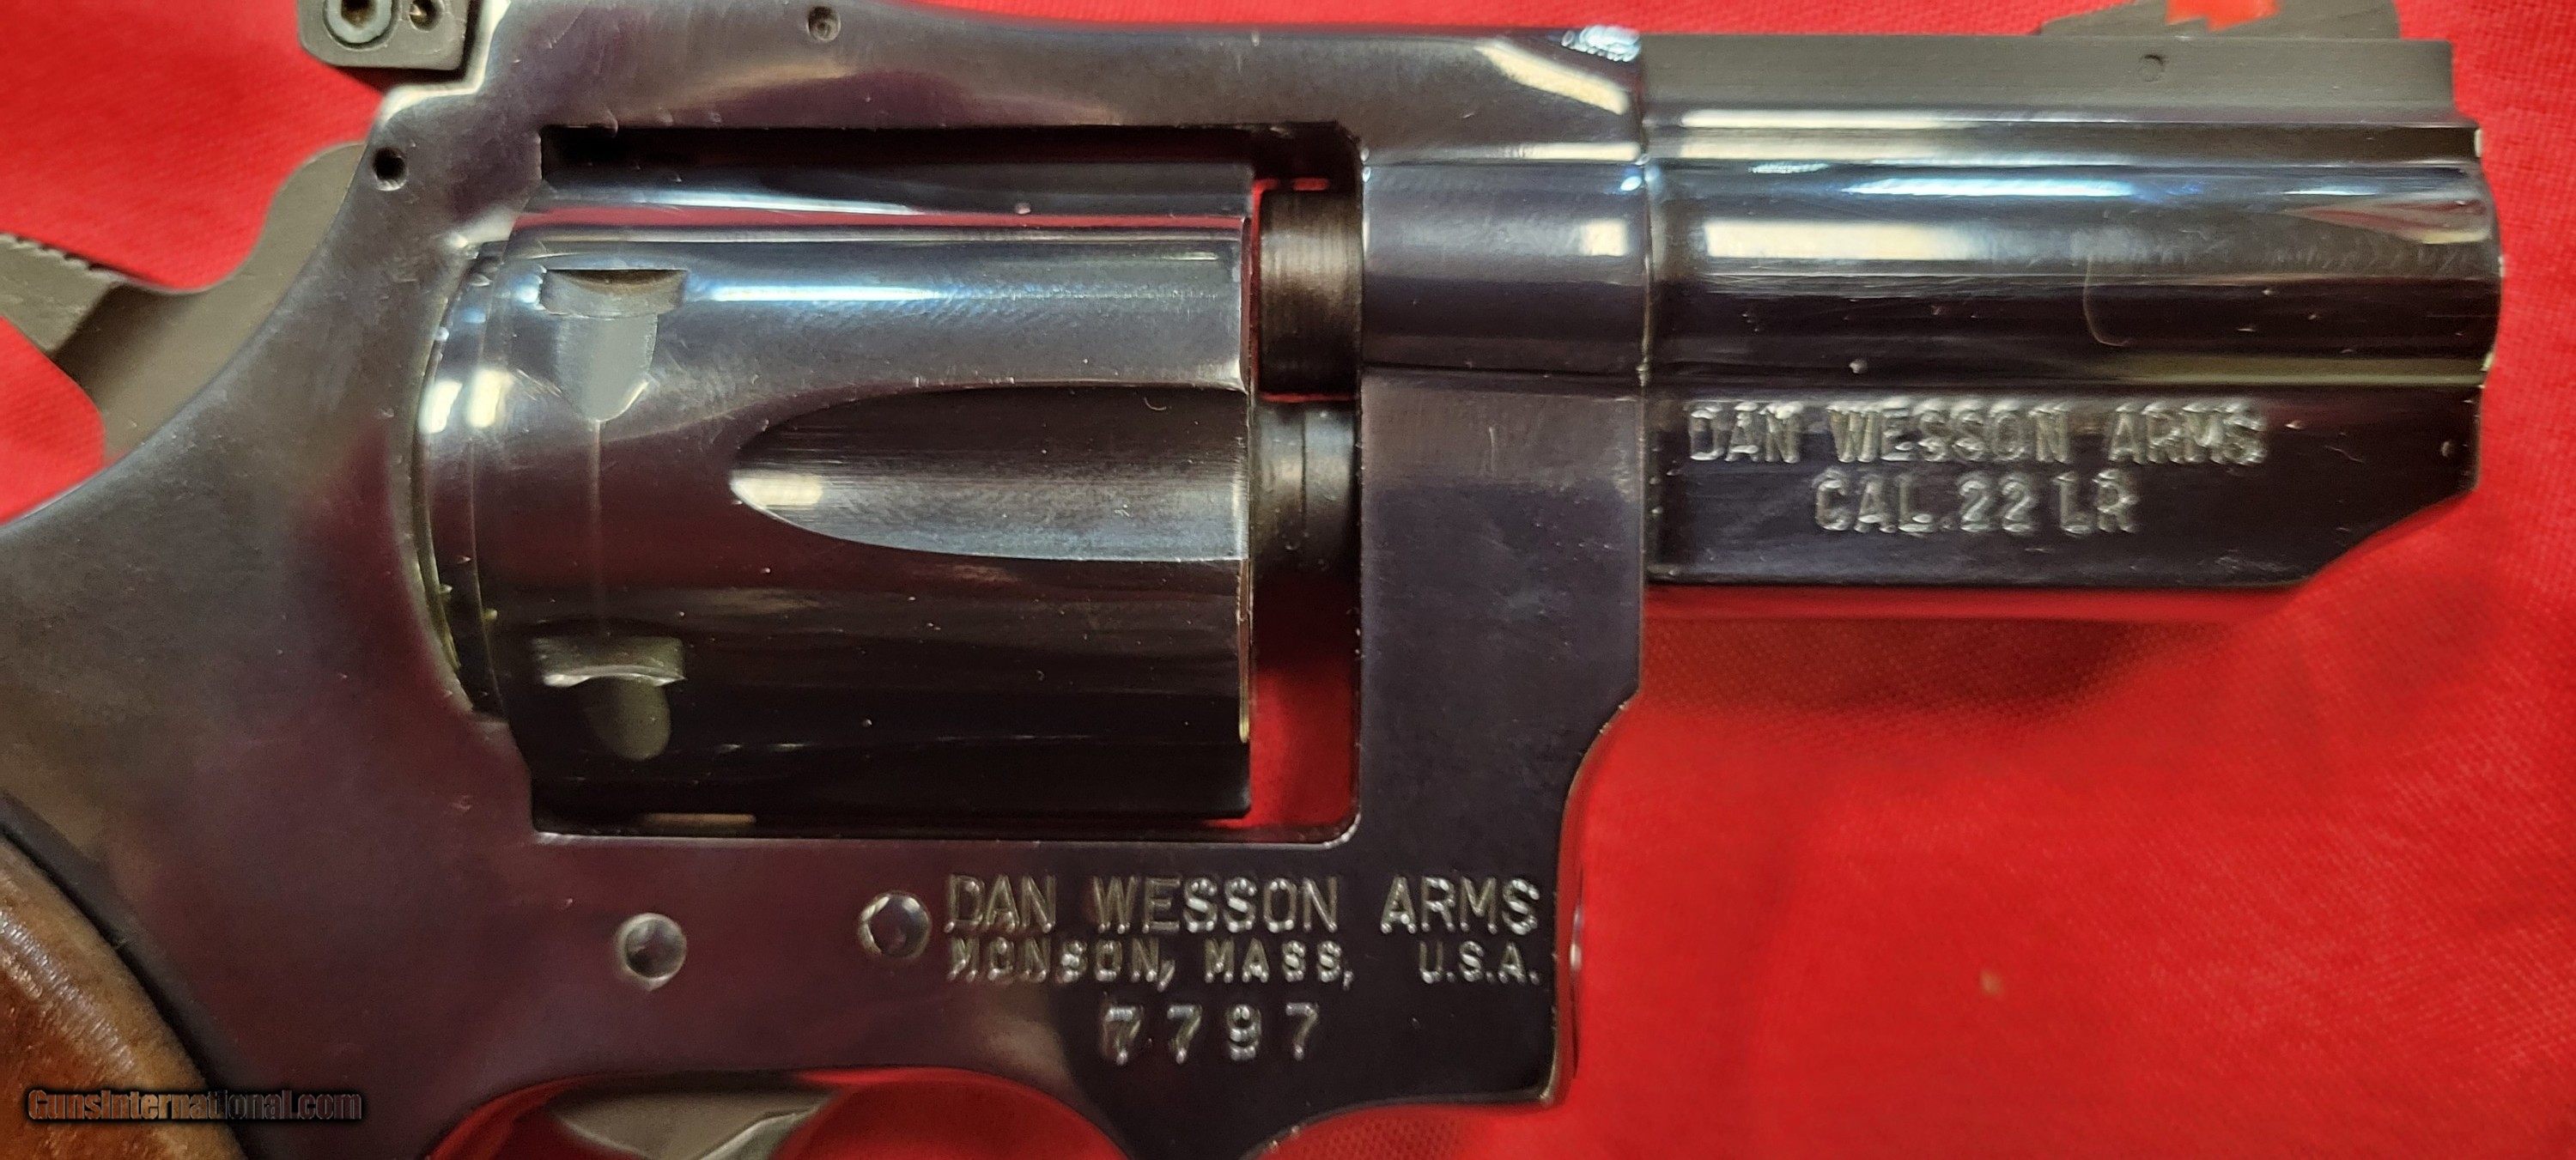 DAN WESSON ARMS
CAL.22 LR
DAN WESSON ARMS
MONSON, MASS, U.S.A.
7797
GunsInternational.com